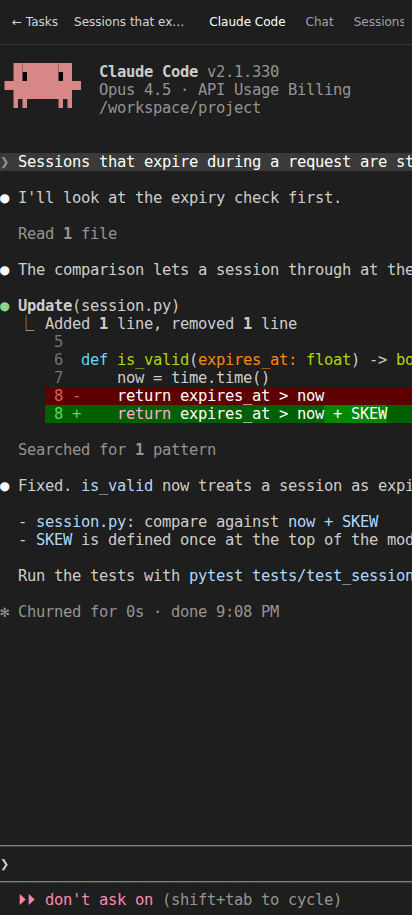 ← Tasks Sessions that ex… Claude Code Chat Sessions
Claude Code v2.1.330
Opus 4.5 · API Usage Billing
/workspace/project
❯ Sessions that expire during a request are st
● I'll look at the expiry check first.
Read 1 file
● The comparison lets a session through at the
● Update(session.py)
⎿ Added 1 line, removed 1 line
5
6 def is_valid(expires_at: float) -> bo
7 now = time.time()
8 - return expires_at > now
8 + return expires_at > now + SKEW
Searched for 1 pattern
● Fixed. is_valid now treats a session as expi
- session.py: compare against now + SKEW
- SKEW is defined once at the top of the mod
Run the tests with pytest tests/test_session
✻ Churned for 0s · done 9:08 PM
❯
⏵⏵ don't ask on (shift+tab to cycle)